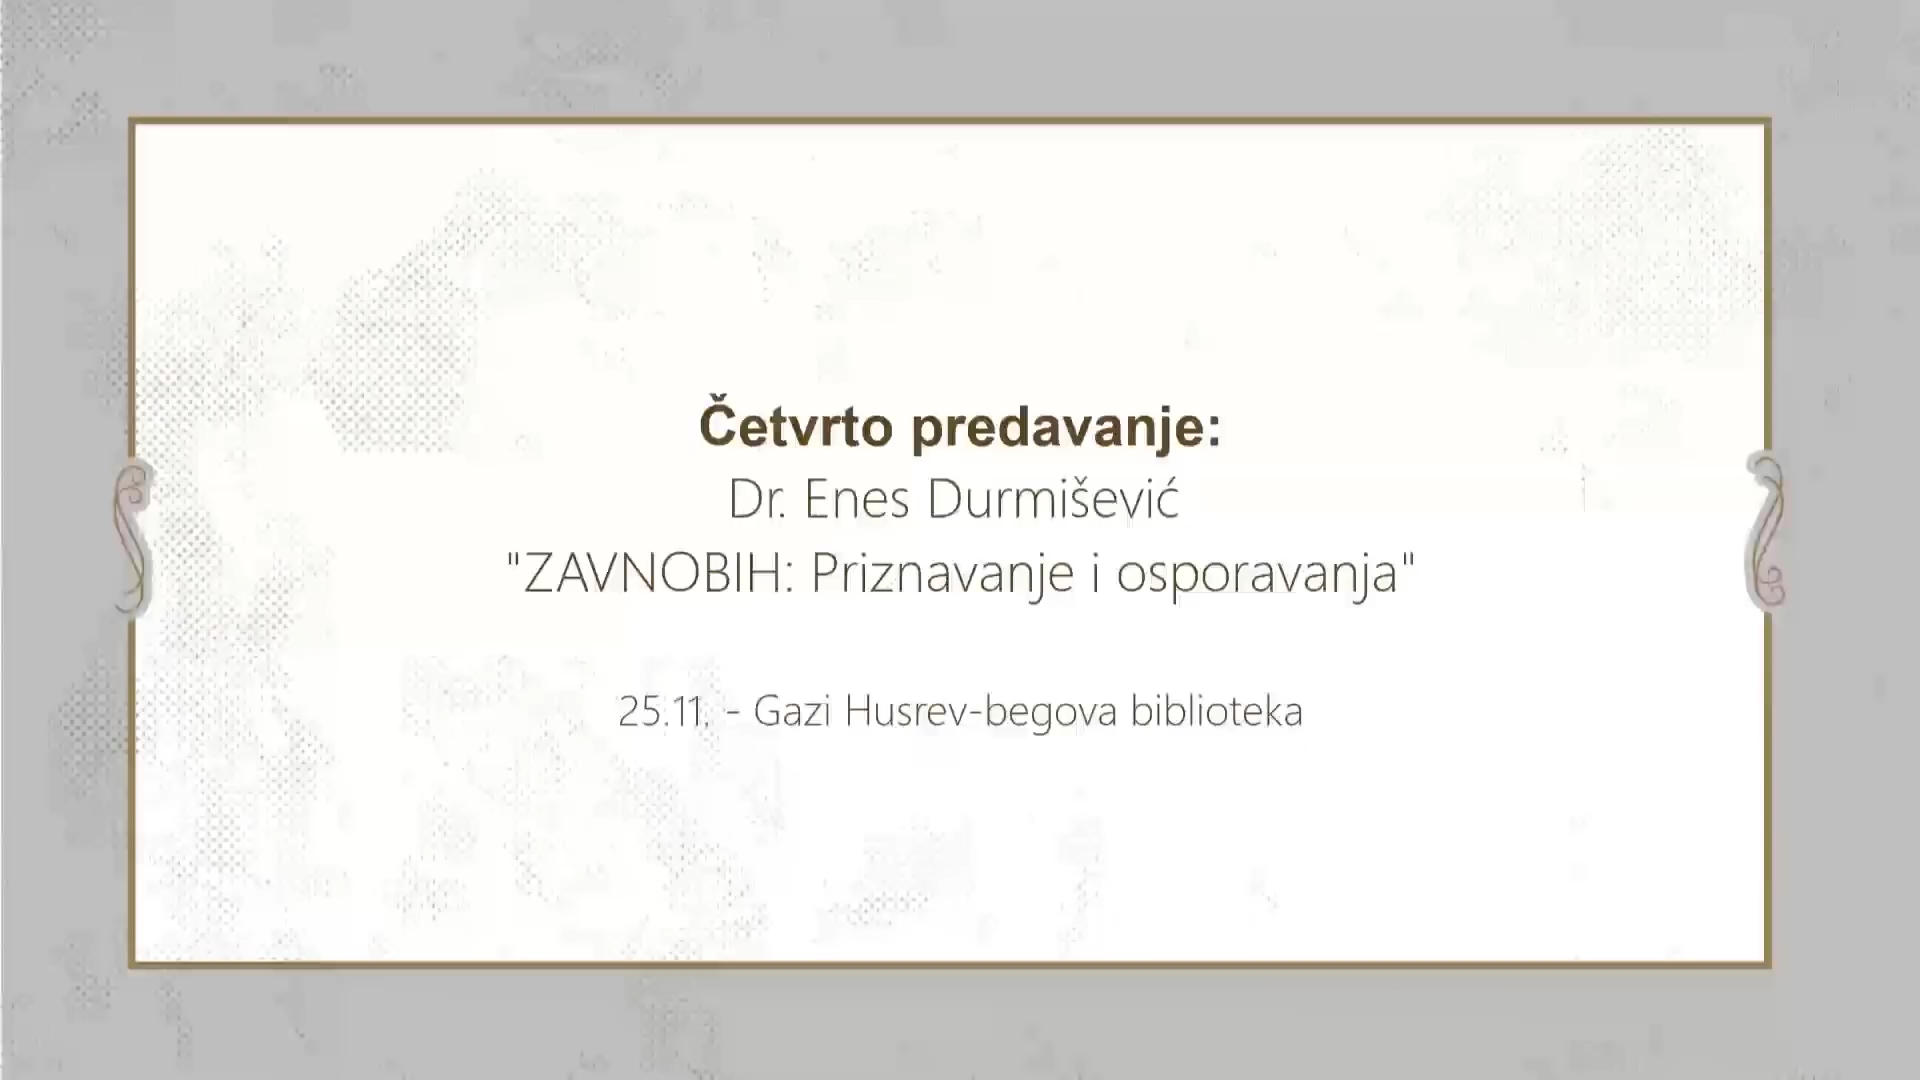 Četvrto predavanje:
Dr. Enes Durmišević
"ZAVNOBIH: Priznavanje i osporavanja"
25.11. - Gazi Husrev-begova biblioteka